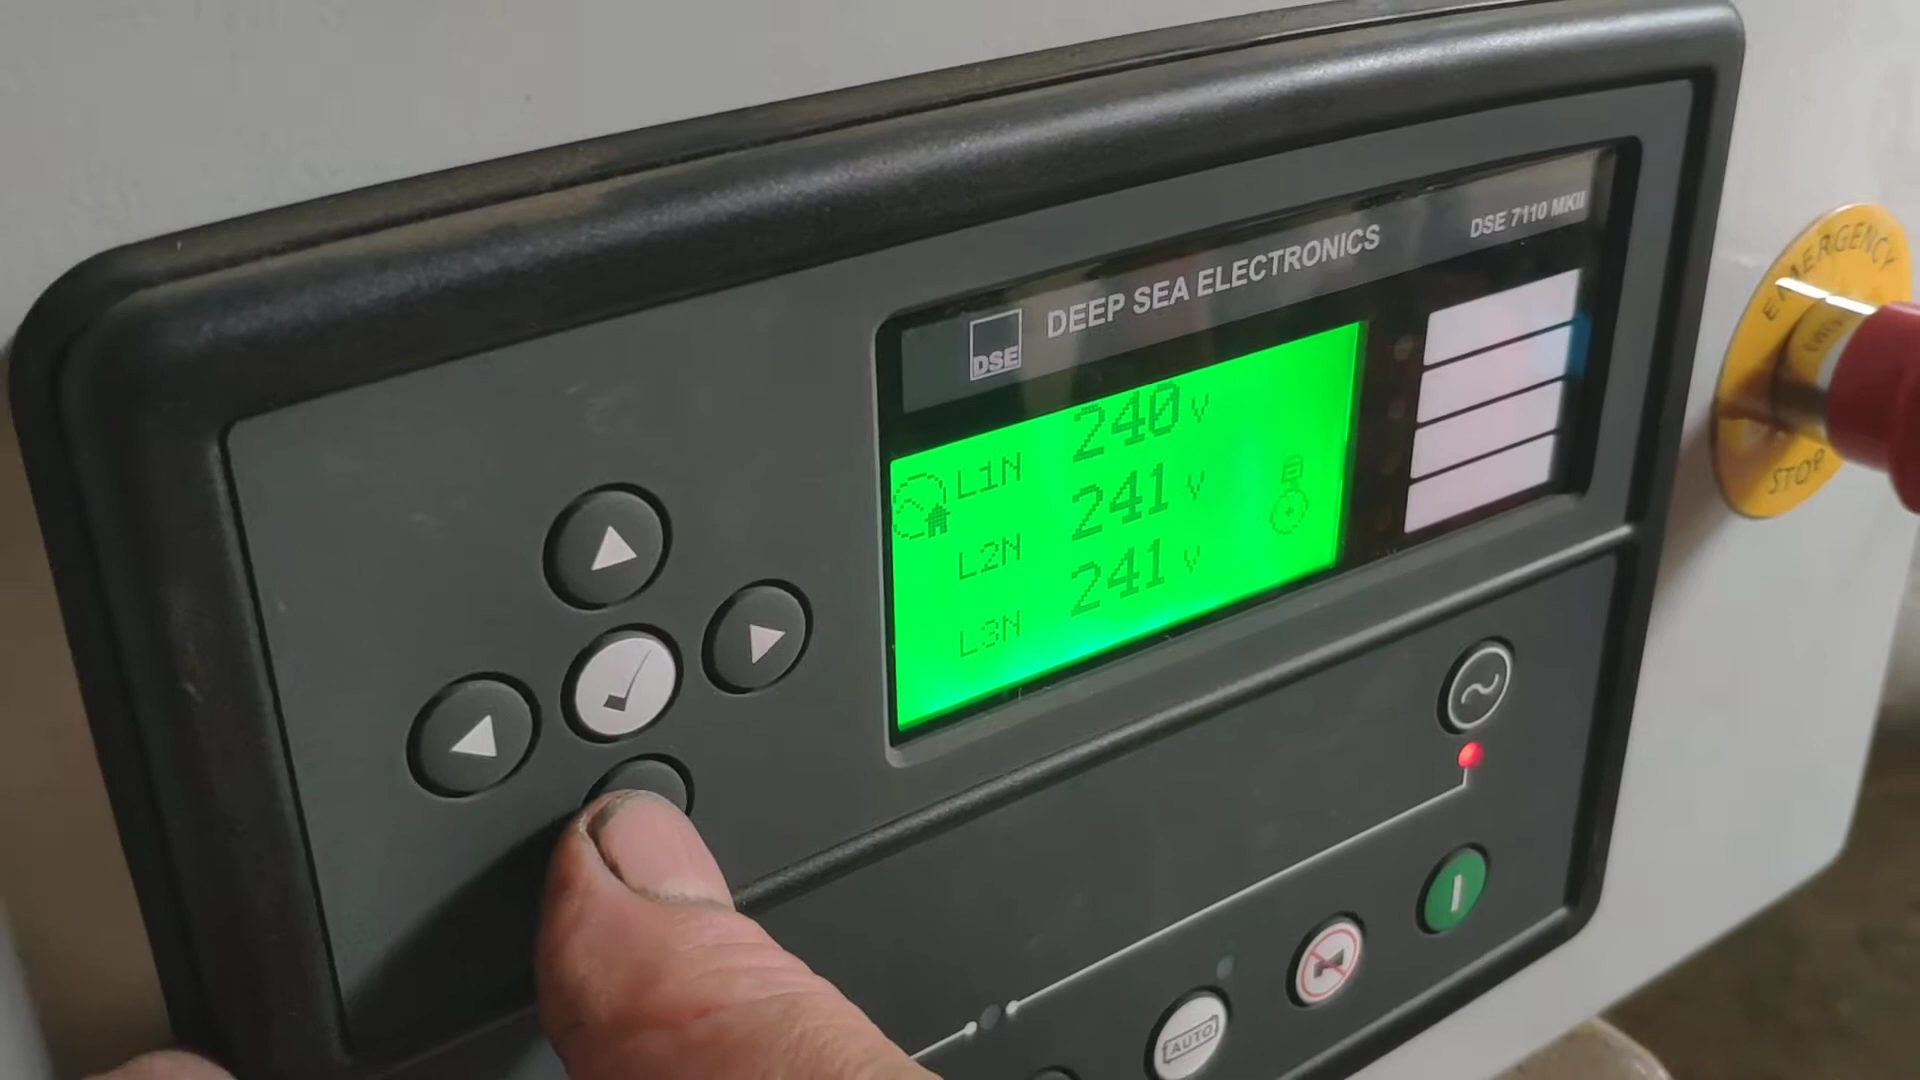 DSE
DEEP SEA ELECTRONICS
DSE 7110 MKII
L1N 240 V
L2N 241 V
L3N 241 V
EMERGENCY
STOP
AUTO